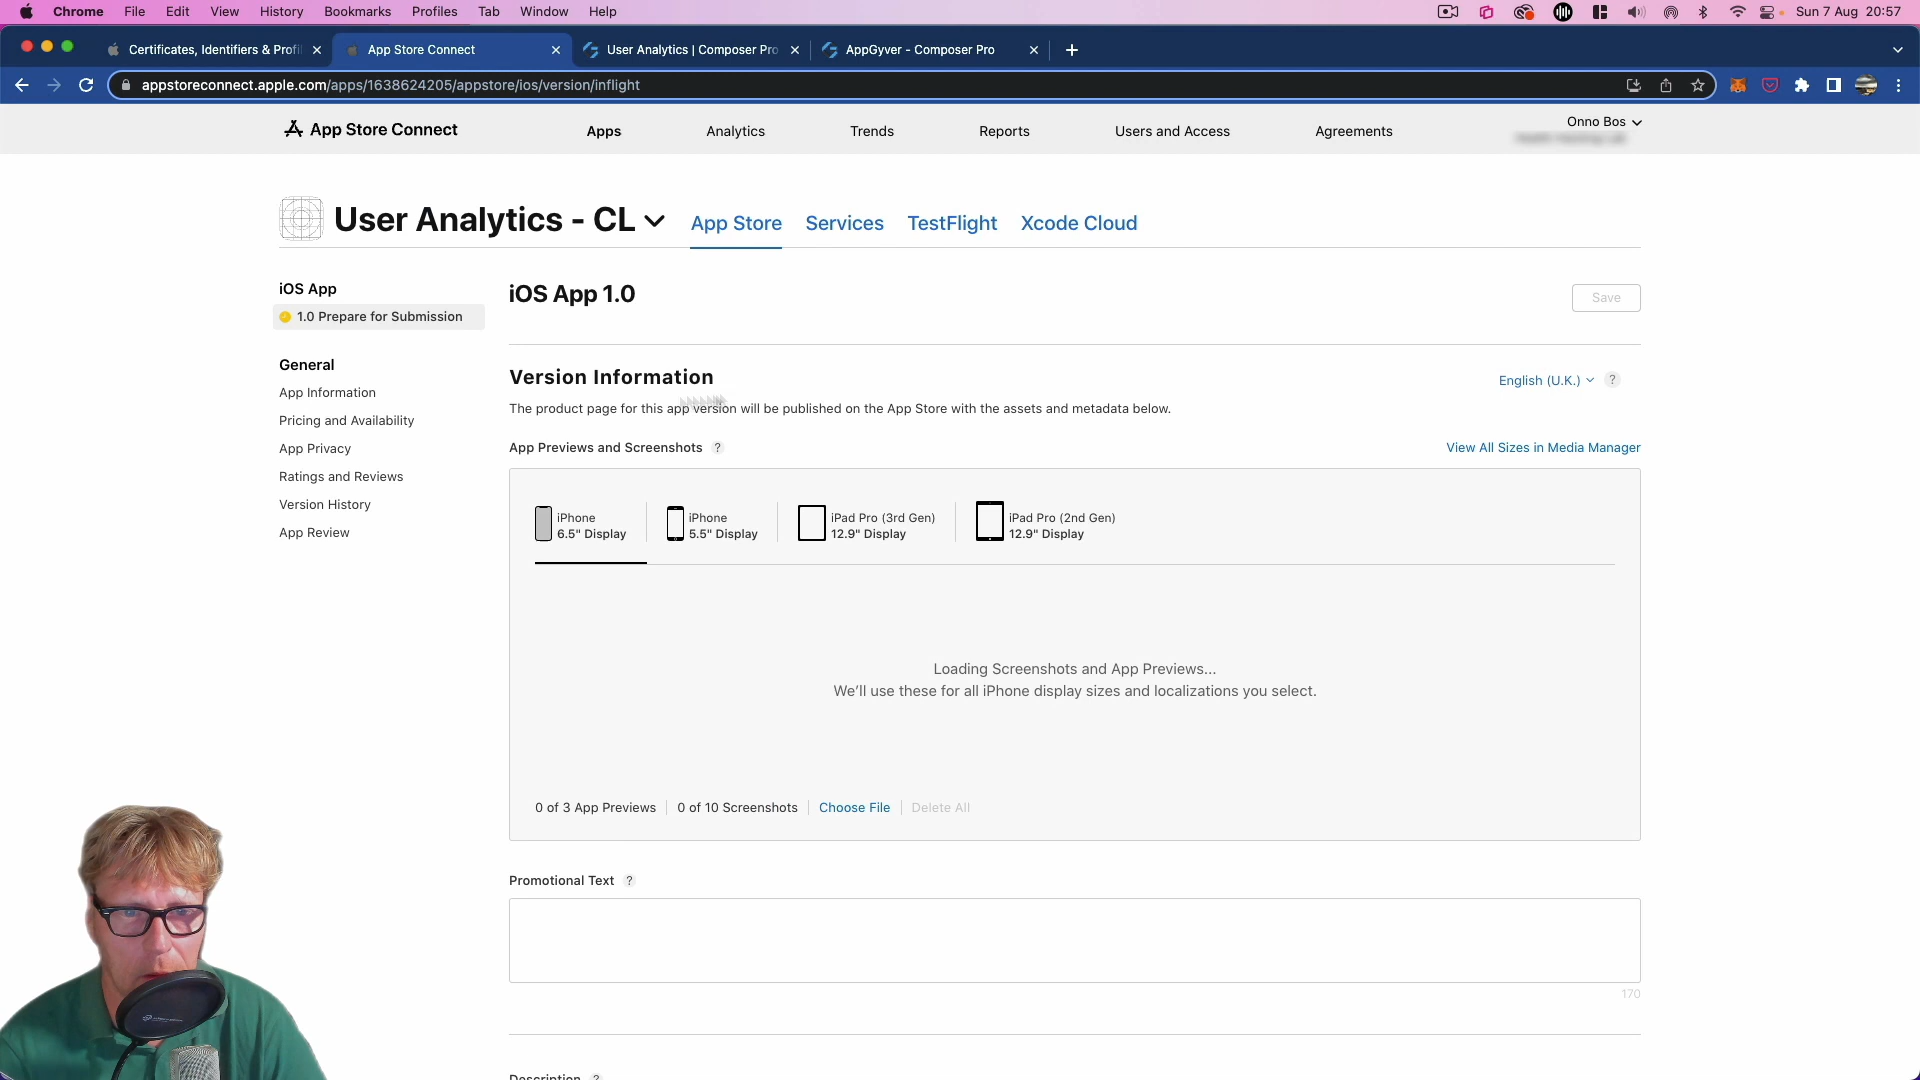 Chrome File Edit View History Bookmarks Profiles Tab Window Help Sun 7 Aug 20:57
Certificates, Identifiers & Profil App Store Connect User Analytics | Composer Pro AppGyver - Composer Pro
appstoreconnect.apple.com/apps/1638624205/appstore/ios/version/inflight
App Store Connect Apps Analytics Trends Reports Users and Access Agreements Onno Bos
User Analytics - CL App Store Services TestFlight Xcode Cloud
iOS App
1.0 Prepare for Submission
General
App Information
Pricing and Availability
App Privacy
Ratings and Reviews
Version History
App Review
iOS App 1.0 Save
Version Information English (U.K.) ?
The product page for this app version will be published on the App Store with the assets and metadata below.
App Previews and Screenshots ? View All Sizes in Media Manager
iPhone
6.5" Display
iPhone
5.5" Display
iPad Pro (3rd Gen)
12.9" Display
iPad Pro (2nd Gen)
12.9" Display
Loading Screenshots and App Previews...
We'll use these for all iPhone display sizes and localizations you select.
0 of 3 App Previews 0 of 10 Screenshots Choose File Delete All
Promotional Text ?
170
Description ?